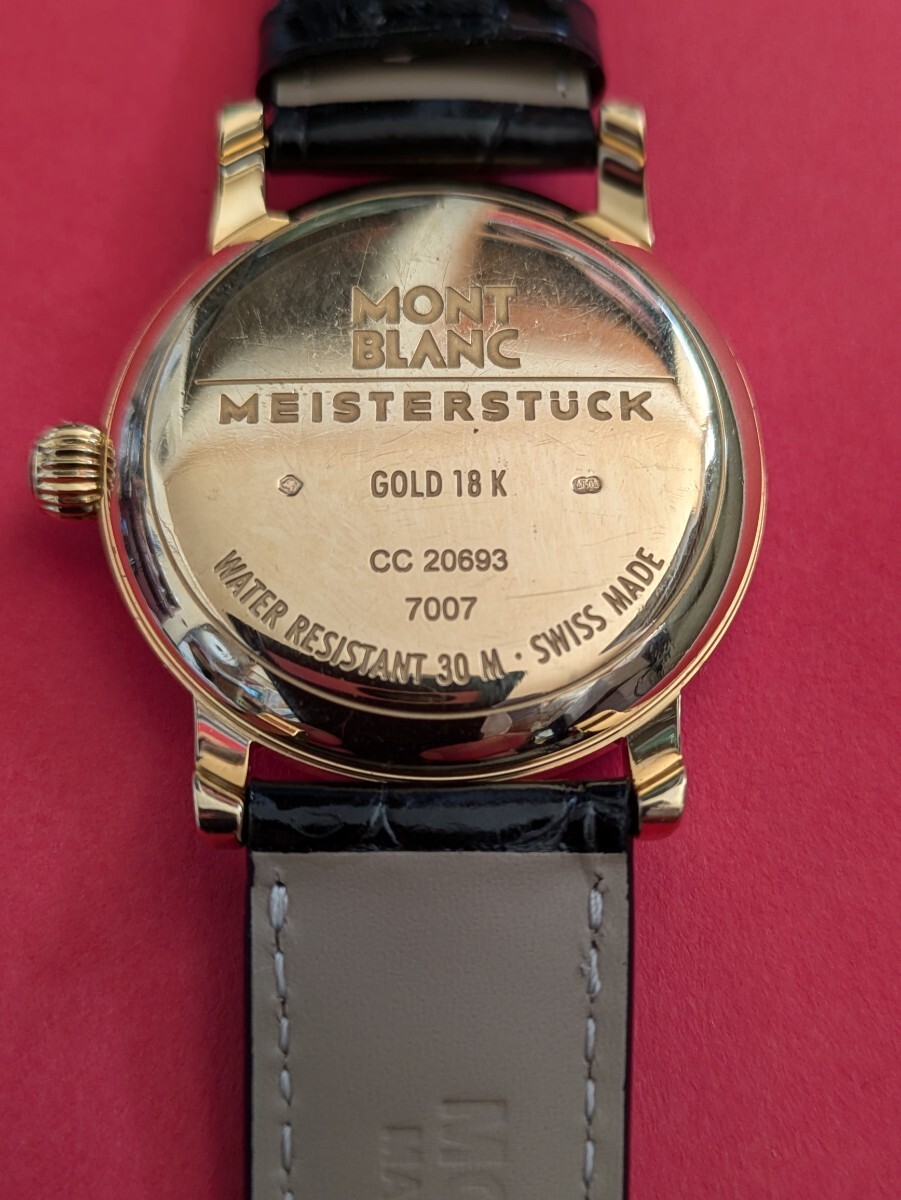 MONT
BLANC
MEISTERSTÜCK
GOLD 18 K
CC 20693
7007
WATER RESISTANT 30 M · SWISS MADE